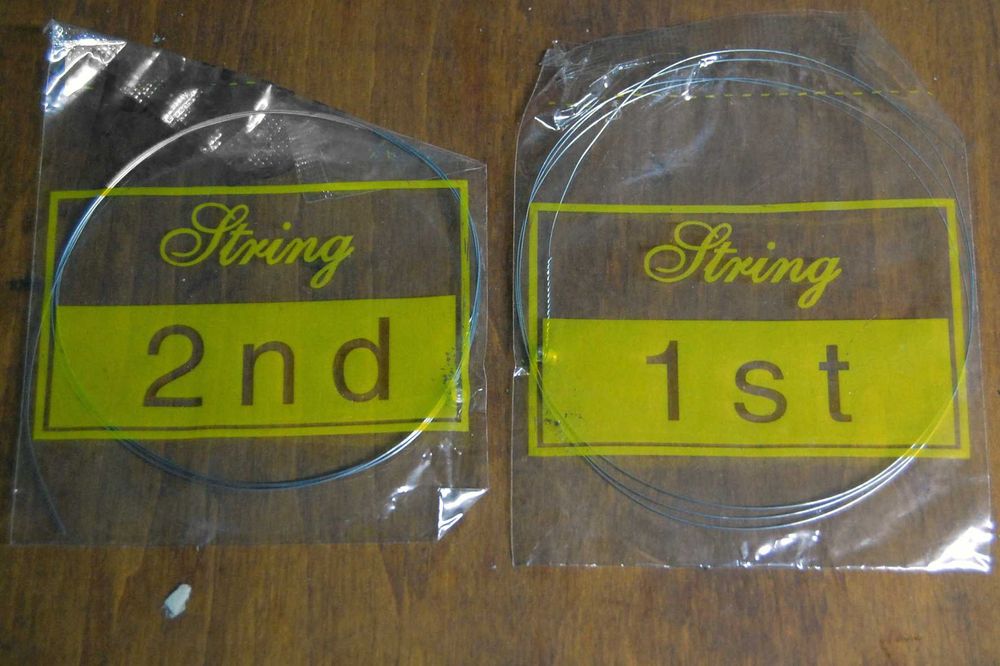 String
2nd
String
1st